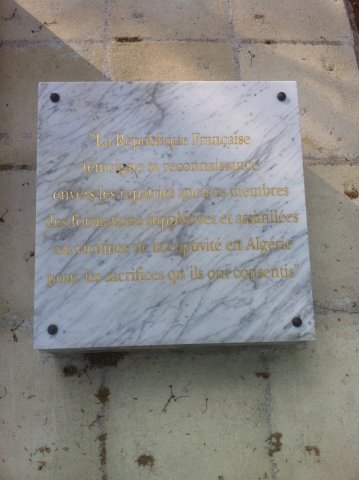 "La République Française
témoigne sa reconnaissance
envers les rapatriés anciens membres
des formations supplétives et assimilées
ou victimes de la captivité en Algérie
pour les sacrifices qu'ils ont consentis"